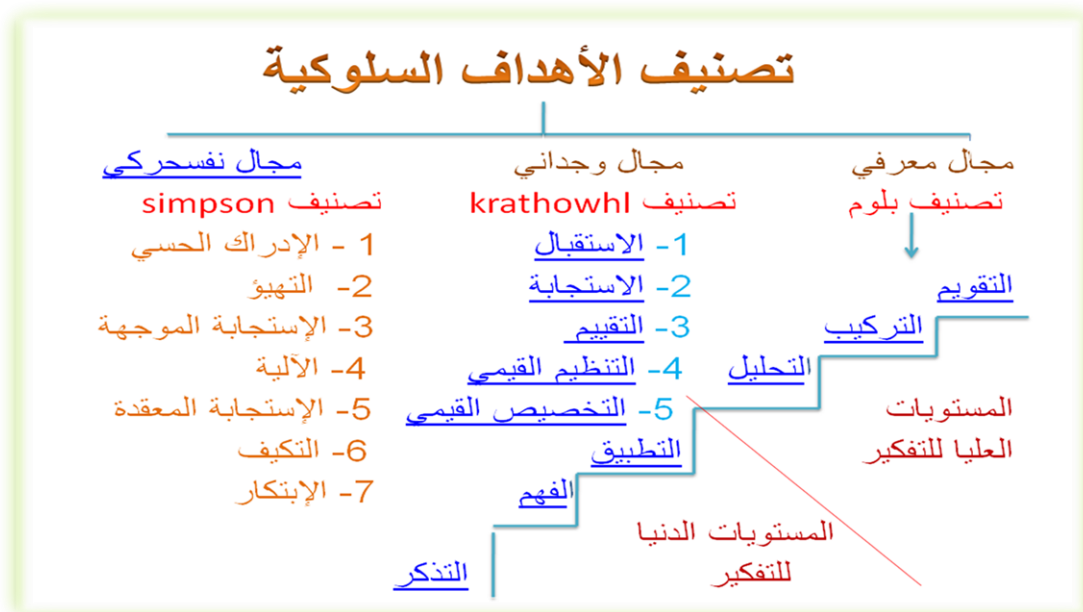 تصنيف الأهداف السلوكية
مجال معرفي
تصنيف بلوم
التقويم
التركيب
التحليل
التطبيق
الفهم
التذكر
المستويات
العليا للتفكير
المستويات الدنيا
للتفكير
مجال وجداني
تصنيف krathowhl
1- الاستقبال
2- الاستجابة
3- التقييم
4- التنظيم القيمي
5- التخصيص القيمي
مجال نفسحركي
تصنيف simpson
1 - الإدراك الحسي
2- التهيؤ
3- الإستجابة الموجهة
4- الآلية
5- الإستجابة المعقدة
6- التكيف
7- الإبتكار